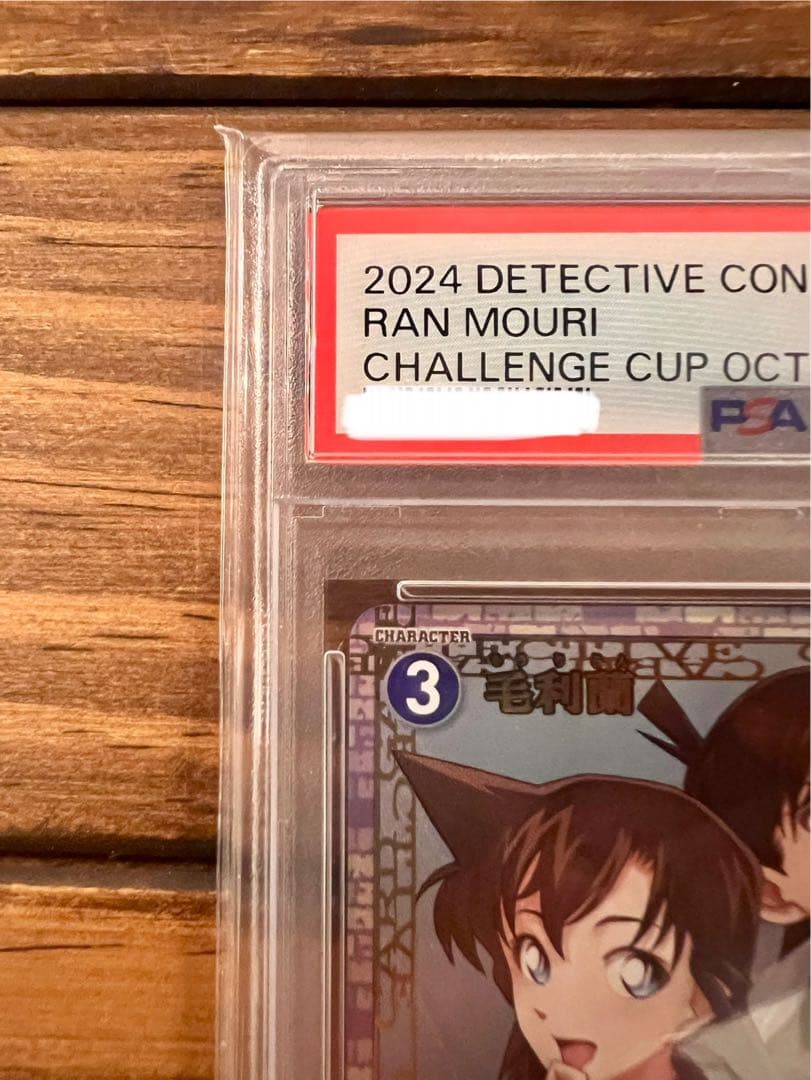 2024 DETECTIVE CON
RAN MOURI
CHALLENGE CUP OCT
PSA
CHARACTER
3
毛利蘭